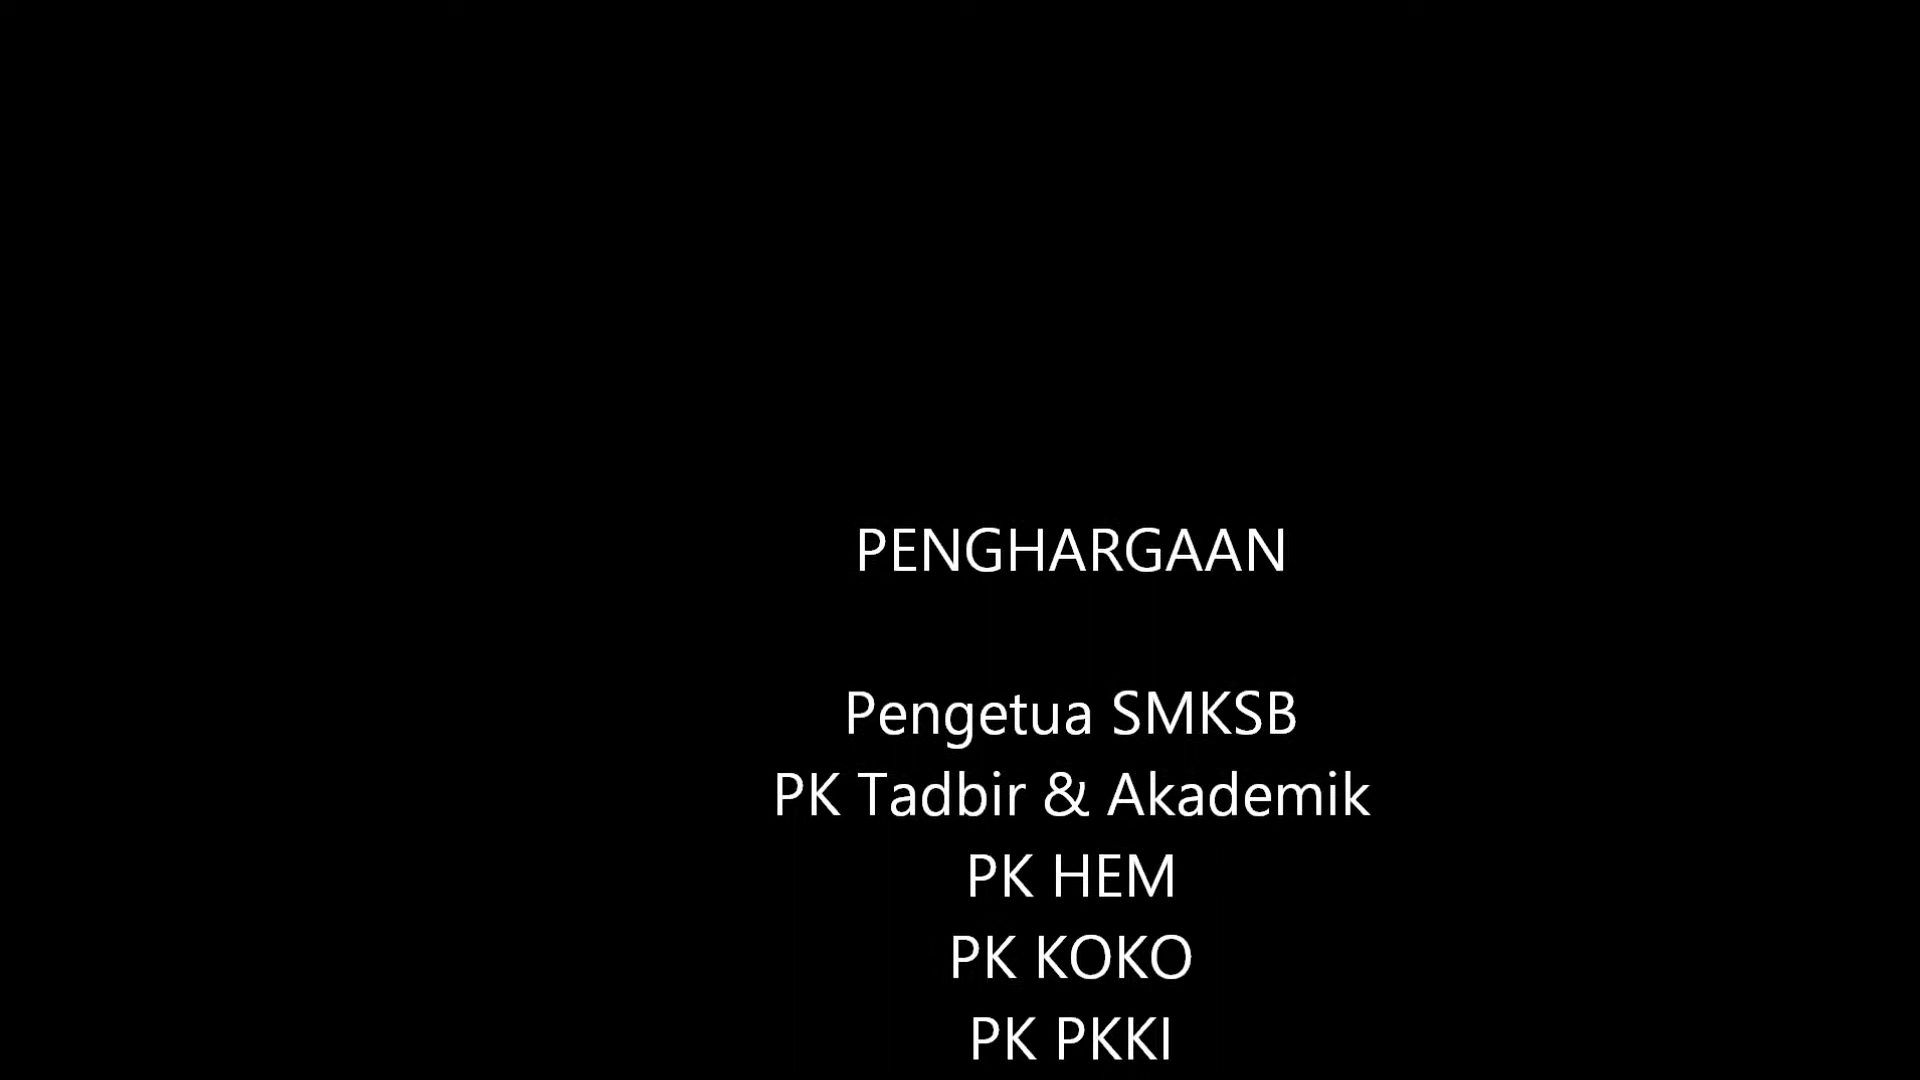 PENGHARGAAN
Pengetua SMKSB
PK Tadbir & Akademik
PK HEM
PK KOKO
PK PKKI